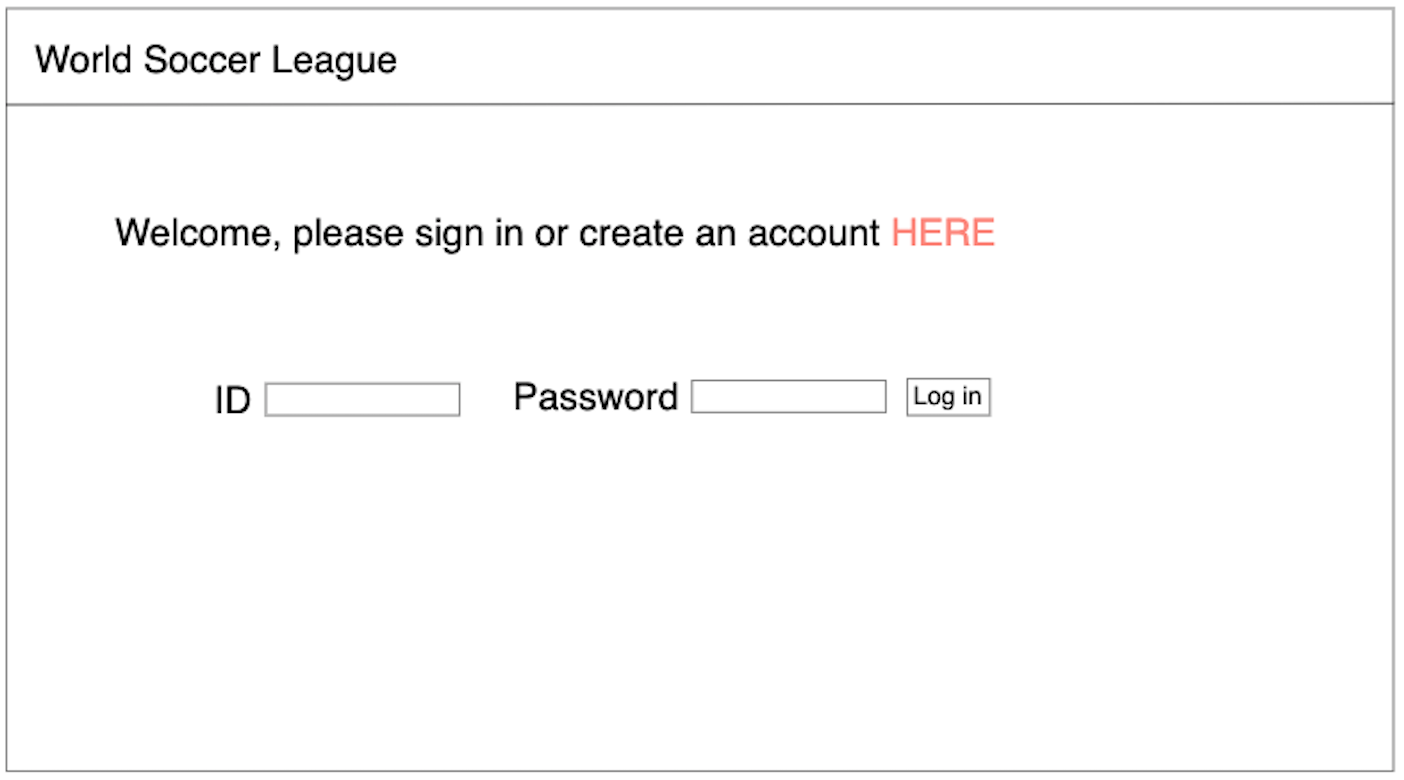 World Soccer League
Welcome, please sign in or create an account HERE
ID Password Log in